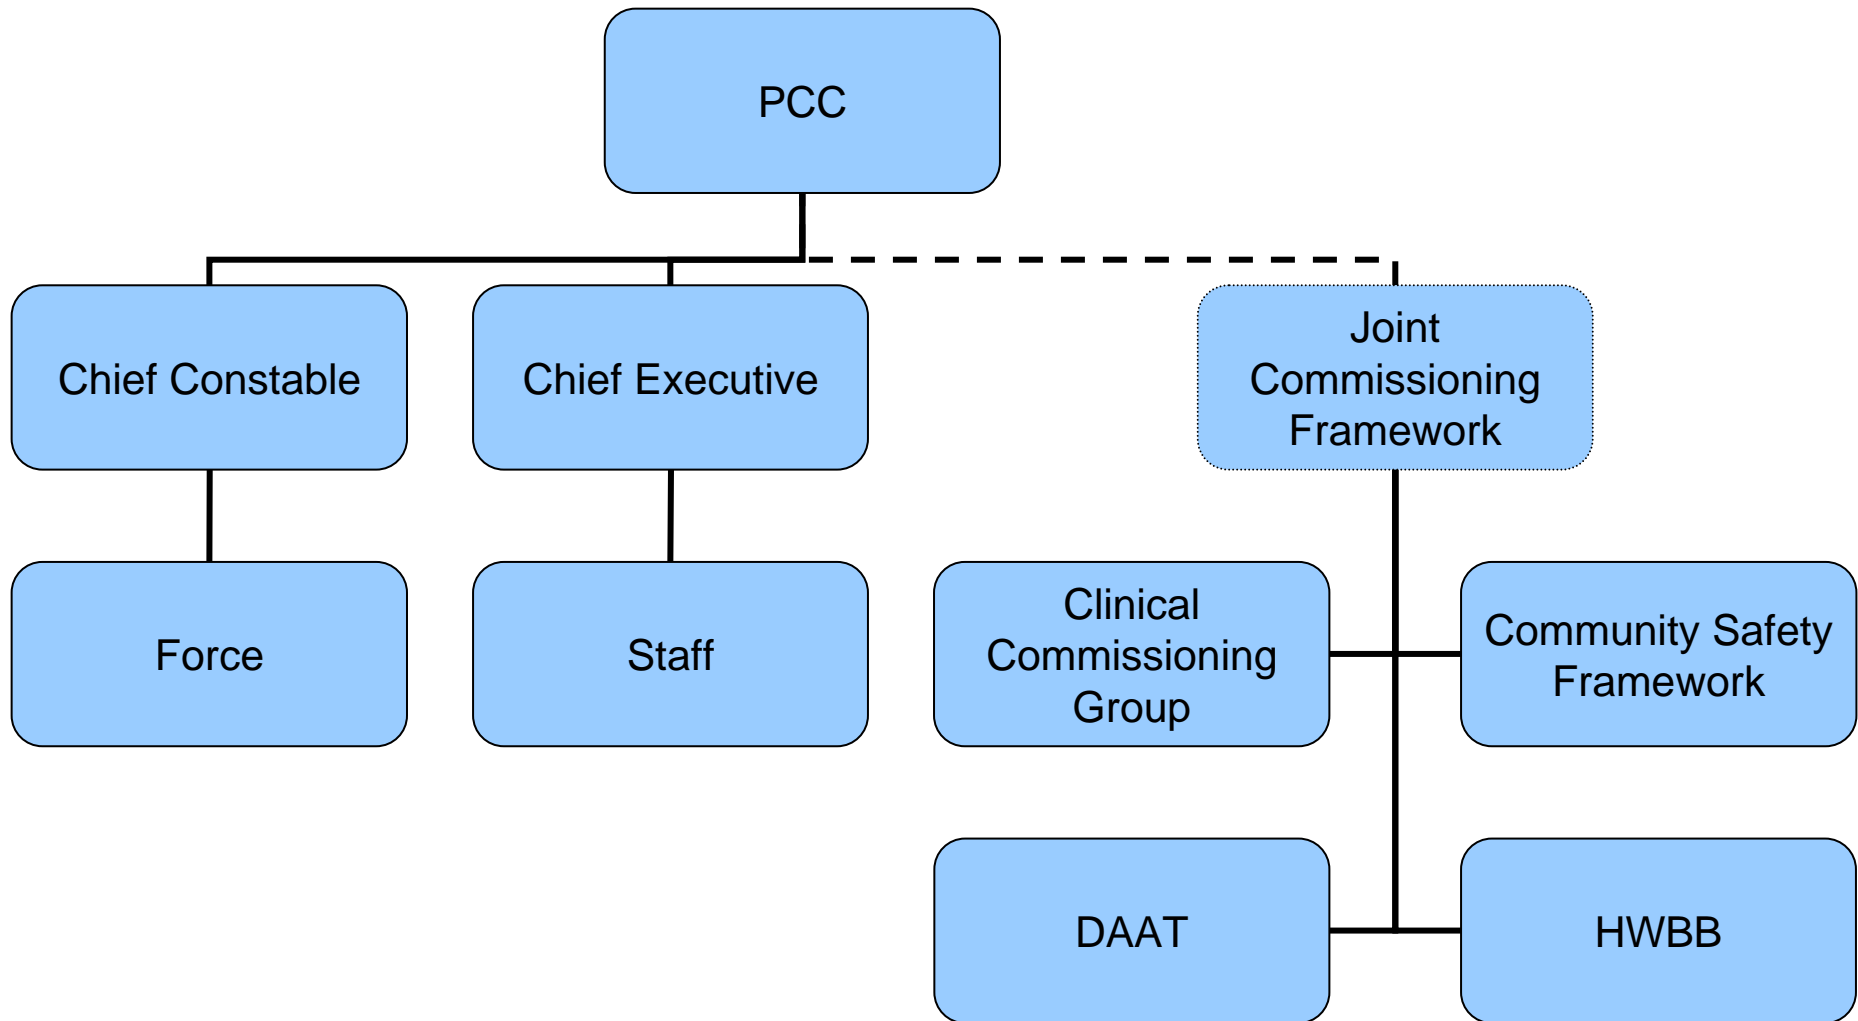 PCC
Chief Constable
Chief Executive
Joint
Commissioning
Framework
Force
Staff
Clinical
Commissioning
Group
Community Safety
Framework
DAAT
HWBB